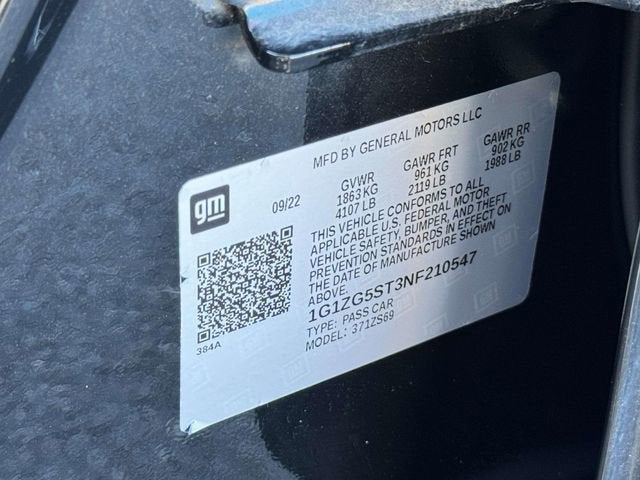 MFD BY GENERAL MOTORS LLC
gm
09/22
GVWR GAWR FRT GAWR RR
1863 KG 961 KG 902 KG
4107 LB 2119 LB 1988 LB
THIS VEHICLE CONFORMS TO ALL
APPLICABLE U.S. FEDERAL MOTOR
VEHICLE SAFETY, BUMPER, AND THEFT
PREVENTION STANDARDS IN EFFECT ON
THE DATE OF MANUFACTURE SHOWN
ABOVE.
1G1ZG5ST3NF210547
TYPE: PASS CAR
MODEL: 371ZS69
384A